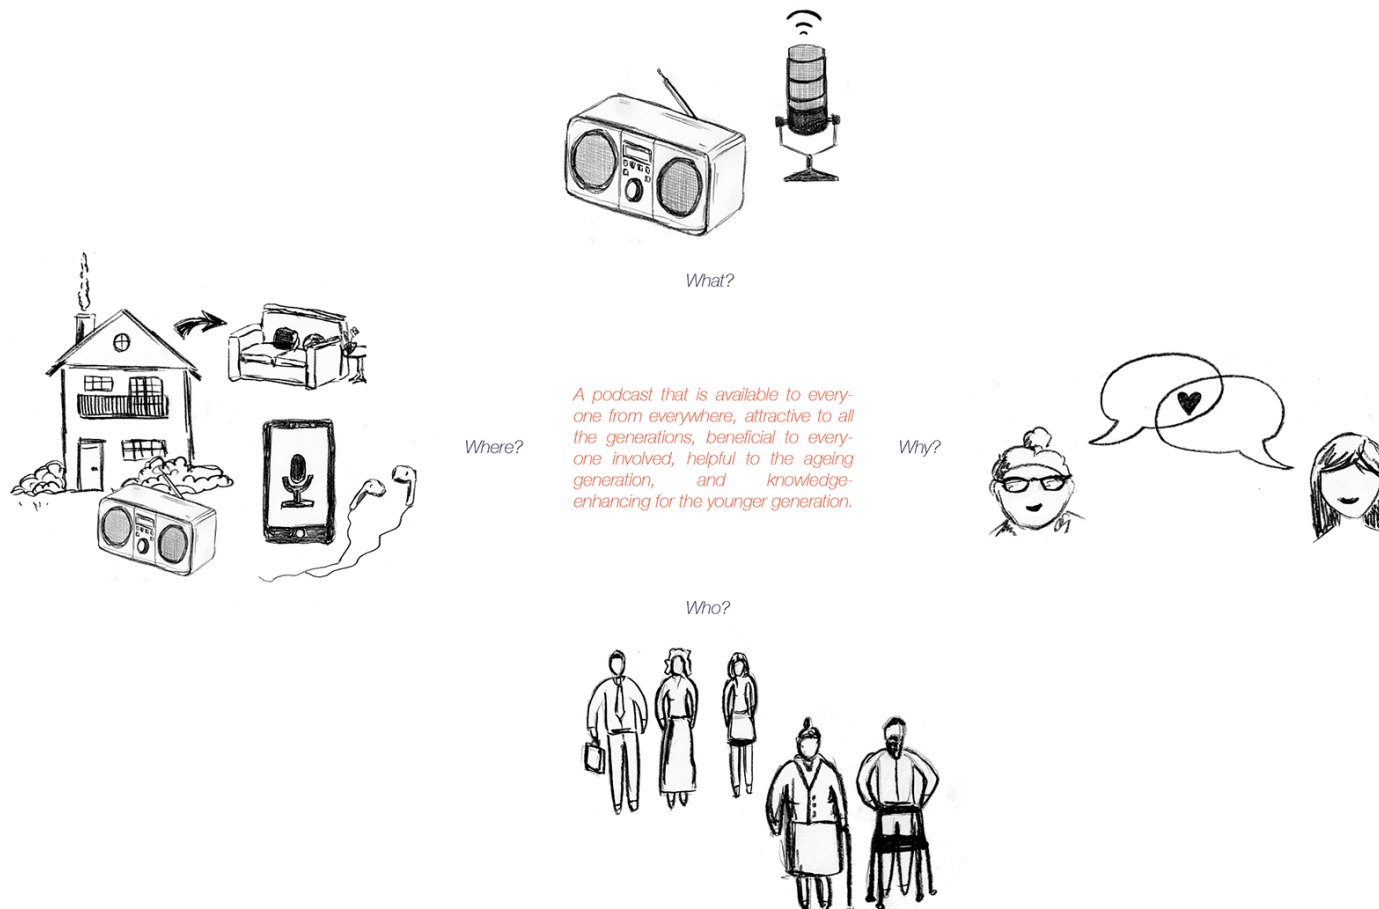 What?
A podcast that is available to every-
one from everywhere, attractive to all
the generations, beneficial to every-
one involved, helpful to the ageing
generation, and knowledge-
enhancing for the younger generation.
Where?
Why?
Who?